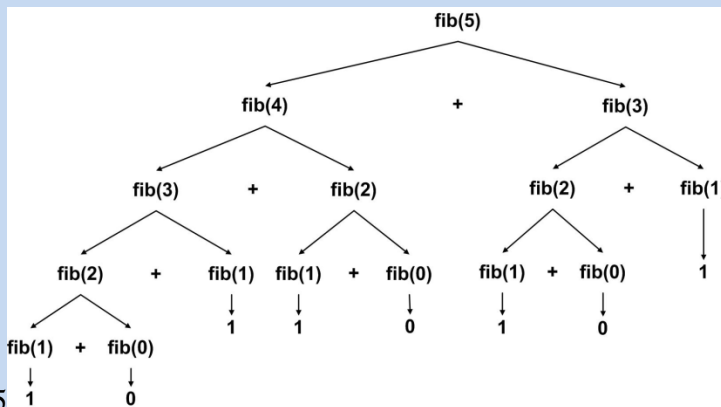 fib(5)
fib(4) + fib(3)
fib(3) + fib(2) fib(2) + fib(1
fib(2) + fib(1) fib(1) + fib(0) fib(1) + fib(0) 1
1 1 0 1 0
fib(1) + fib(0)
5 1 0